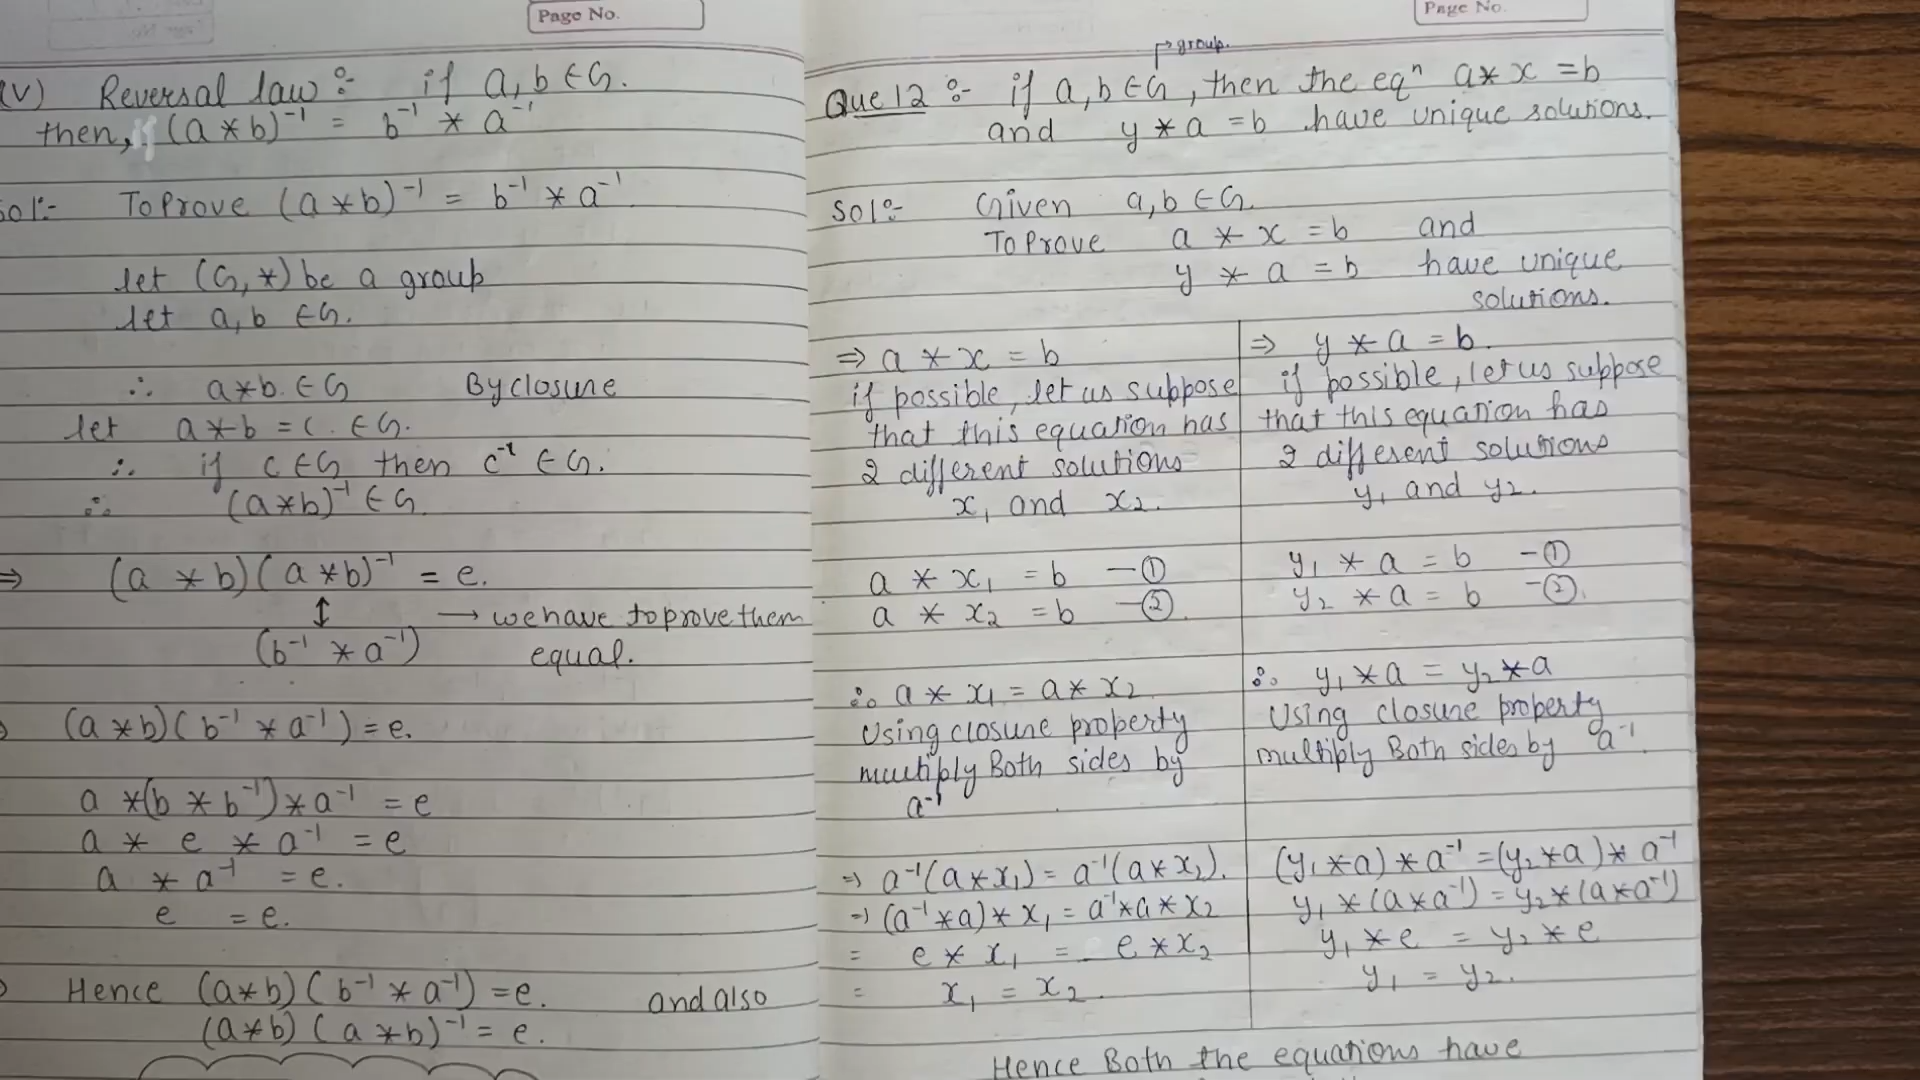 Page No.
(V) Reversal law :- if a, b ∈ G.
then, (a * b)⁻¹ = b⁻¹ * a⁻¹
Sol:- To Prove (a * b)⁻¹ = b⁻¹ * a⁻¹
let (G, *) be a group
let a, b ∈ G.
∴ a * b. ∈ G By closure
let a * b = c. ∈ G.
∴ if c ∈ G then c⁻¹ ∈ G.
∴ (a*b)⁻¹ ∈ G.
⇒ (a * b) (a * b)⁻¹ = e.
↕ → we have to prove them
(b⁻¹ * a⁻¹) equal.
(a * b) (b⁻¹ * a⁻¹) = e.
a * (b * b⁻¹) * a⁻¹ = e
a * e * a⁻¹ = e
a * a⁻¹ = e.
e = e.
Hence (a*b) (b⁻¹ * a⁻¹) = e. and also
(a*b) (a * b)⁻¹ = e.
Page No.
→ group.
Que 12 :- if a, b ∈ G, then the eqⁿ a * x = b
and y * a = b have unique solutions.
Sol:- Given a, b ∈ G.
To Prove a * x = b and
y * a = b have unique
solutions.
⇒ a * x = b
if possible, let us suppose
that this equation has
2 different solutions
x₁ and x₂.
a * x₁ = b —①
a * x₂ = b —②.
∴ a * x₁ = a * x₂
Using closure property
multiply Both sides by
a⁻¹
⇒ a⁻¹(a * x₁) = a⁻¹(a * x₂).
⇒ (a⁻¹ * a) * x₁ = a⁻¹ * a * x₂
= e * x₁ = e * x₂
= x₁ = x₂.
⇒ y * a = b.
if possible, let us suppose
that this equation has
2 different solutions
y₁ and y₂.
y₁ * a = b —①
y₂ * a = b —②.
∴ y₁ * a = y₂ * a
Using closure property
multiply Both sides by a⁻¹.
(y₁ * a) * a⁻¹ = (y₂ * a) * a⁻¹
y₁ * (a * a⁻¹) = y₂ * (a * a⁻¹)
y₁ * e = y₂ * e
y₁ = y₂.
Hence Both the equations have